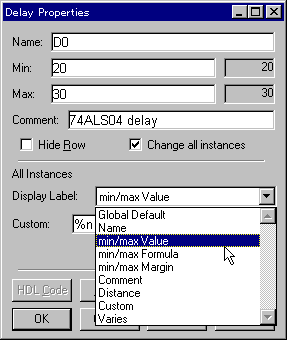 Delay Properties
Name: D0
Min: 20 20
Max: 30 30
Comment: 74ALS04 delay
Hide Row Change all instances
All Instances
Display Label: min/max Value
Global Default
Name
Custom: %n min/max Value
min/max Formula
min/max Margin
Comment
HDL Code Distance
Custom
OK Varies